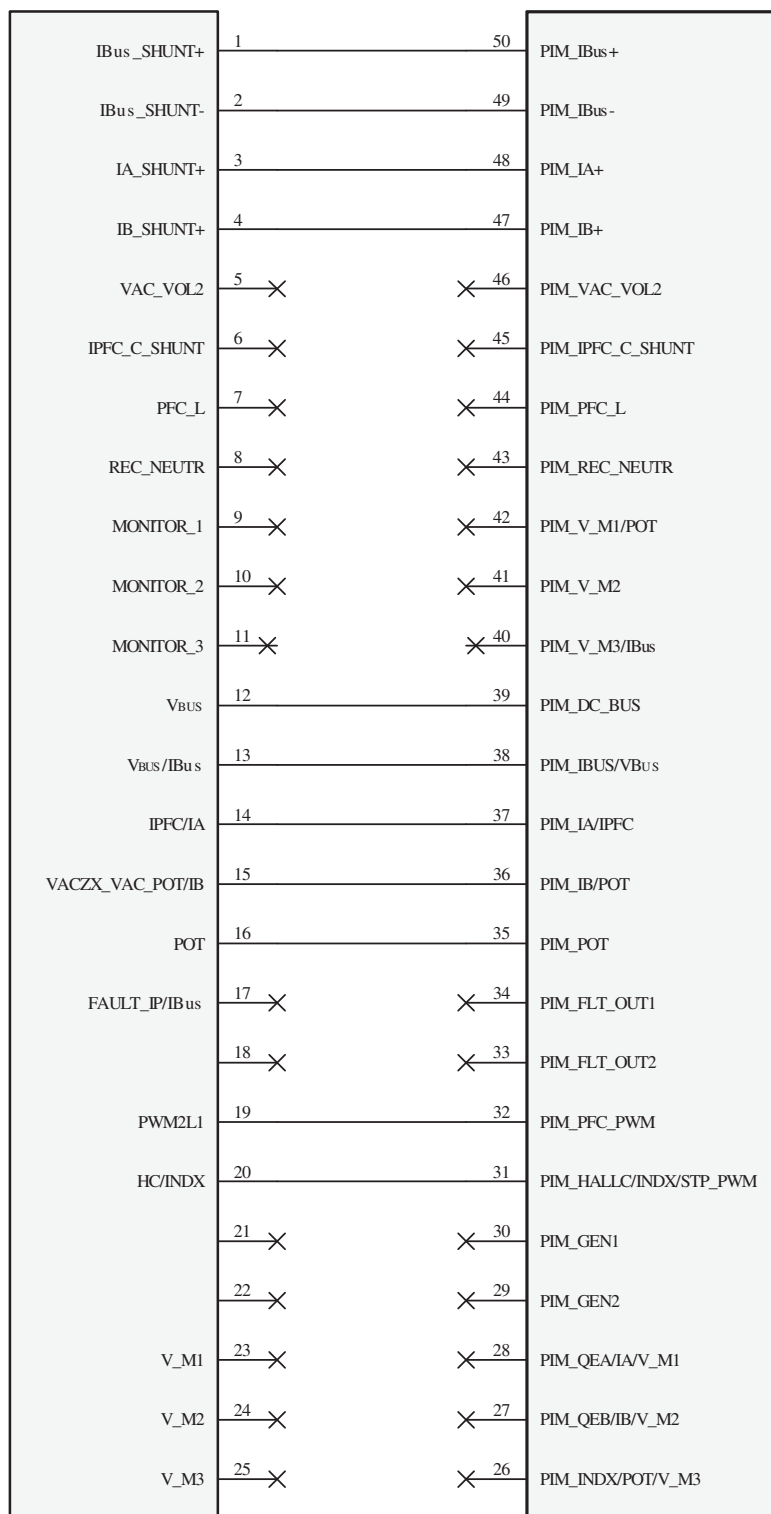 IBus_SHUNT+ 1 50 PIM_IBus+
IBus_SHUNT- 2 49 PIM_IBus-
IA_SHUNT+ 3 48 PIM_IA+
IB_SHUNT+ 4 47 PIM_IB+
VAC_VOL2 5 46 PIM_VAC_VOL2
IPFC_C_SHUNT 6 45 PIM_IPFC_C_SHUNT
PFC_L 7 44 PIM_PFC_L
REC_NEUTR 8 43 PIM_REC_NEUTR
MONITOR_1 9 42 PIM_V_M1/POT
MONITOR_2 10 41 PIM_V_M2
MONITOR_3 11 40 PIM_V_M3/IBus
VBUS 12 39 PIM_DC_BUS
VBUS/IBus 13 38 PIM_IBUS/VBUS
IPFC/IA 14 37 PIM_IA/IPFC
VACZX_VAC_POT/IB 15 36 PIM_IB/POT
POT 16 35 PIM_POT
FAULT_IP/IBus 17 34 PIM_FLT_OUT1
18 33 PIM_FLT_OUT2
PWM2L1 19 32 PIM_PFC_PWM
HC/INDX 20 31 PIM_HALLC/INDX/STP_PWM
21 30 PIM_GEN1
22 29 PIM_GEN2
V_M1 23 28 PIM_QEA/IA/V_M1
V_M2 24 27 PIM_QEB/IB/V_M2
V_M3 25 26 PIM_INDX/POT/V_M3